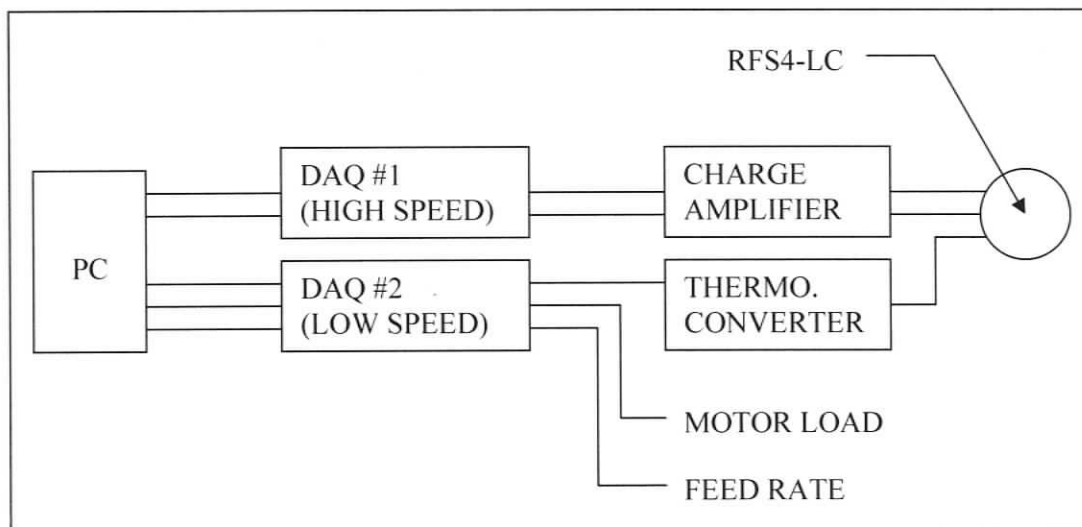 RFS4-LC
DAQ #1
(HIGH SPEED)
CHARGE
AMPLIFIER
PC
DAQ #2
(LOW SPEED)
THERMO.
CONVERTER
MOTOR LOAD
FEED RATE